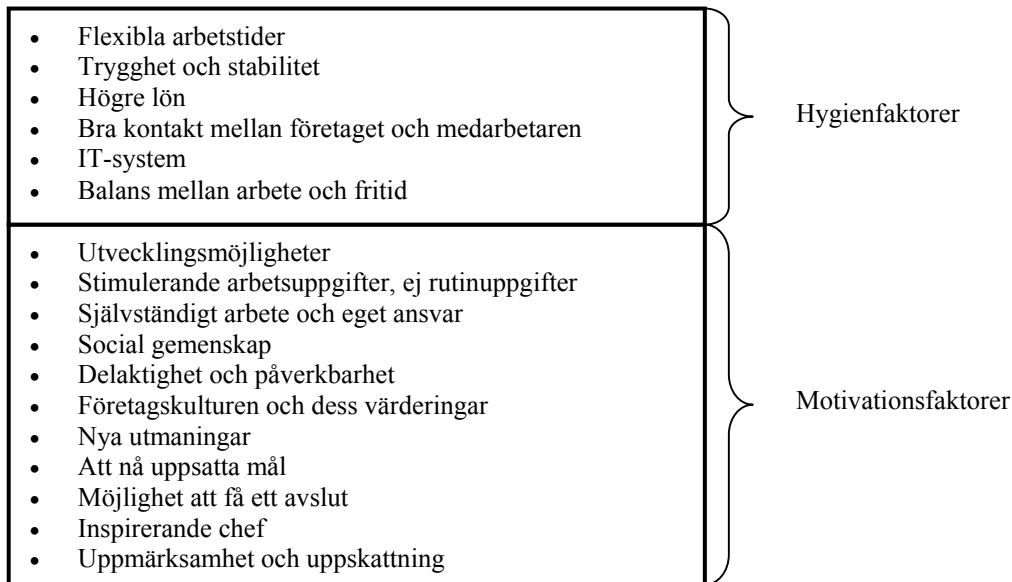 • Flexibla arbetstider
• Trygghet och stabilitet
• Högre lön
• Bra kontakt mellan företaget och medarbetaren
• IT-system
• Balans mellan arbete och fritid
Hygienfaktorer
• Utvecklingsmöjligheter
• Stimulerande arbetsuppgifter, ej rutinuppgifter
• Självständigt arbete och eget ansvar
• Social gemenskap
• Delaktighet och påverkbarhet
• Företagskulturen och dess värderingar
• Nya utmaningar
• Att nå uppsatta mål
• Möjlighet att få ett avslut
• Inspirerande chef
• Uppmärksamhet och uppskattning
Motivationsfaktorer